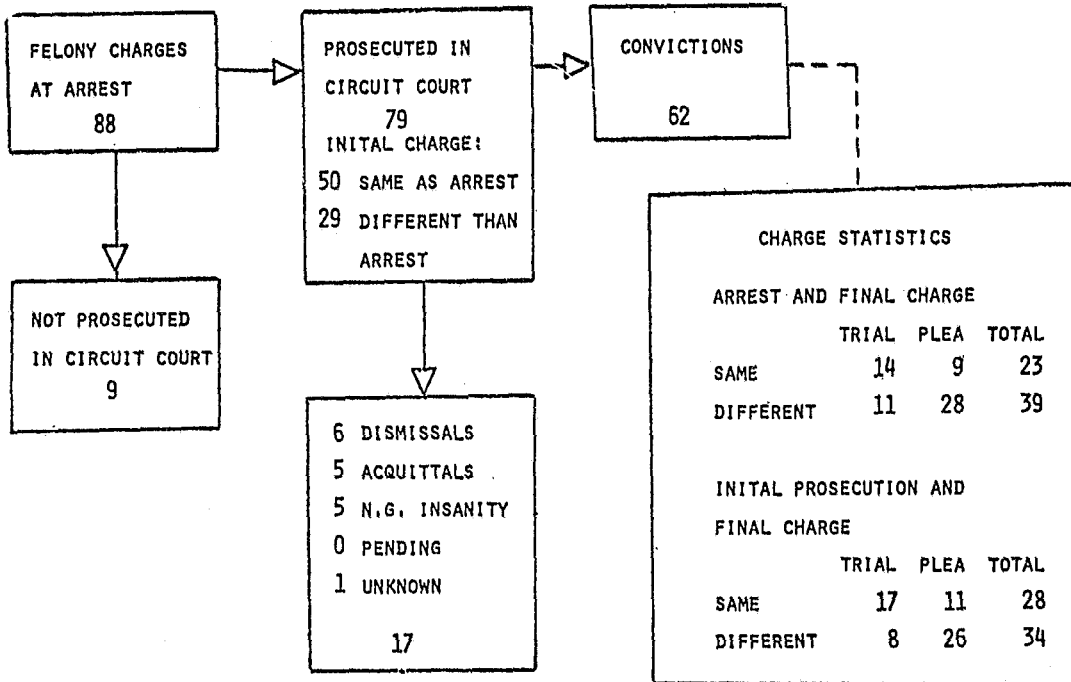 FELONY CHARGES
AT ARREST
88
PROSECUTED IN
CIRCUIT COURT
79
INITAL CHARGE:
50 SAME AS ARREST
29 DIFFERENT THAN
ARREST
CONVICTIONS
62
NOT PROSECUTED
IN CIRCUIT COURT
9
6 DISMISSALS
5 ACQUITTALS
5 N.G. INSANITY
0 PENDING
1 UNKNOWN
17
CHARGE STATISTICS
ARREST AND FINAL CHARGE
TRIAL PLEA TOTAL
SAME 14 9 23
DIFFERENT 11 28 39
INITAL PROSECUTION AND
FINAL CHARGE
TRIAL PLEA TOTAL
SAME 17 11 28
DIFFERENT 8 26 34